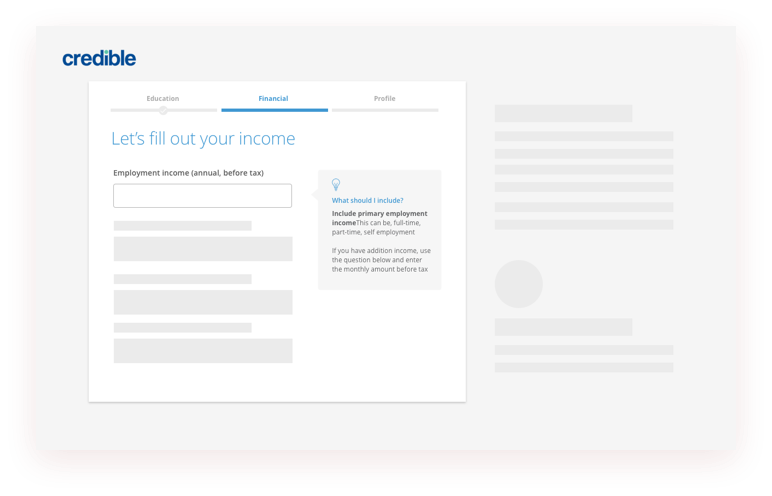 credible
Education
Financial
Profile
Let's fill out your income
Employment income (annual, before tax)
What should I include?
Include primary employment
incomeThis can be, full-time,
part-time, self employment
If you have addition income, use
the question below and enter
the monthly amount before tax